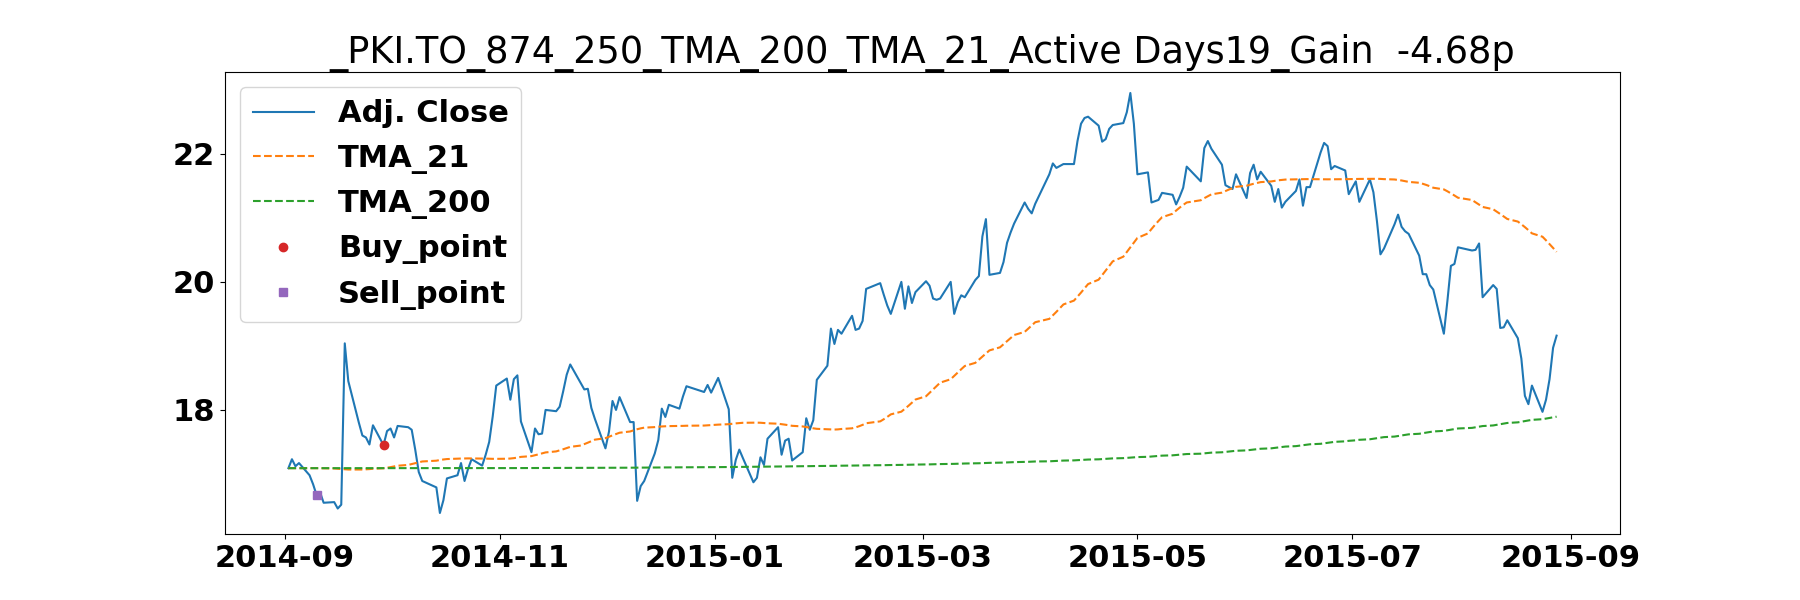 _PKI.TO_874_250_TMA_200_TMA_21_Active Days19_Gain  -4.68p
Adj. Close
TMA_21
TMA_200
Buy_point
Sell_point
22
20
18
2014-09 2014-11 2015-01 2015-03 2015-05 2015-07 2015-09